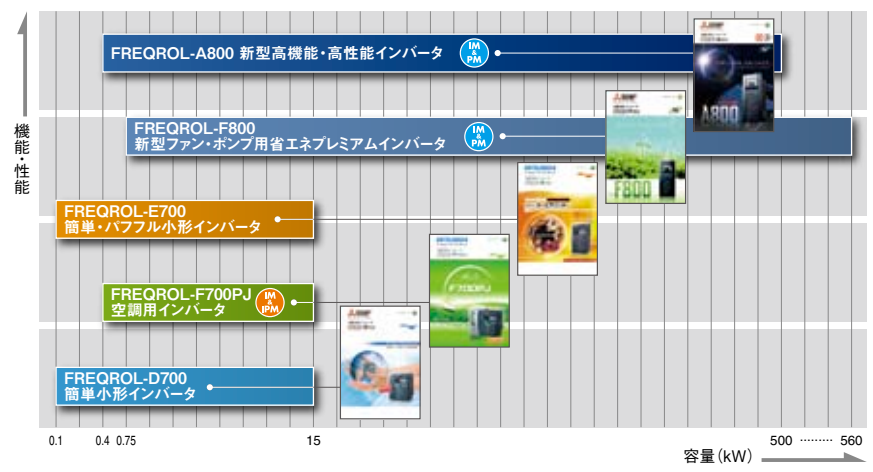 機能・性能
FREQROL-A800 新型高機能・高性能インバータ
IM
&
PM
A800
FREQROL-F800
新型ファン・ポンプ用省エネプレミアムインバータ
IM
&
PM
F800
FREQROL-E700
簡単・パワフル小形インバータ
FREQROL-F700PJ
空調用インバータ
IM
&
IPM
F700PJ
FREQROL-D700
簡単小形インバータ
0.1 0.4 0.75 15 500 ········· 560
容量(kW)